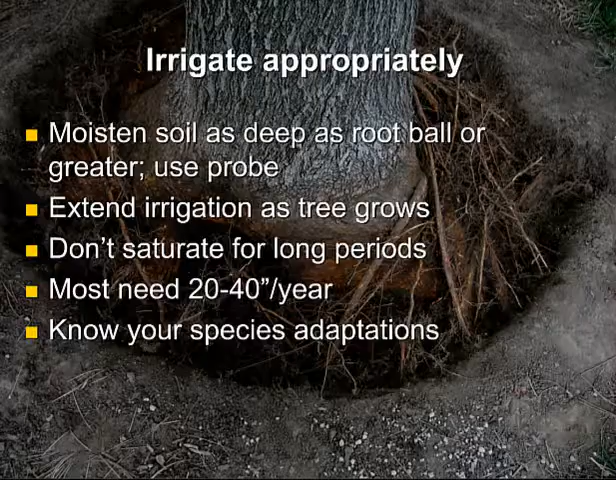 Irrigate appropriately
Moisten soil as deep as root ball or
greater; use probe
Extend irrigation as tree grows
Don't saturate for long periods
Most need 20-40”/year
Know your species adaptations